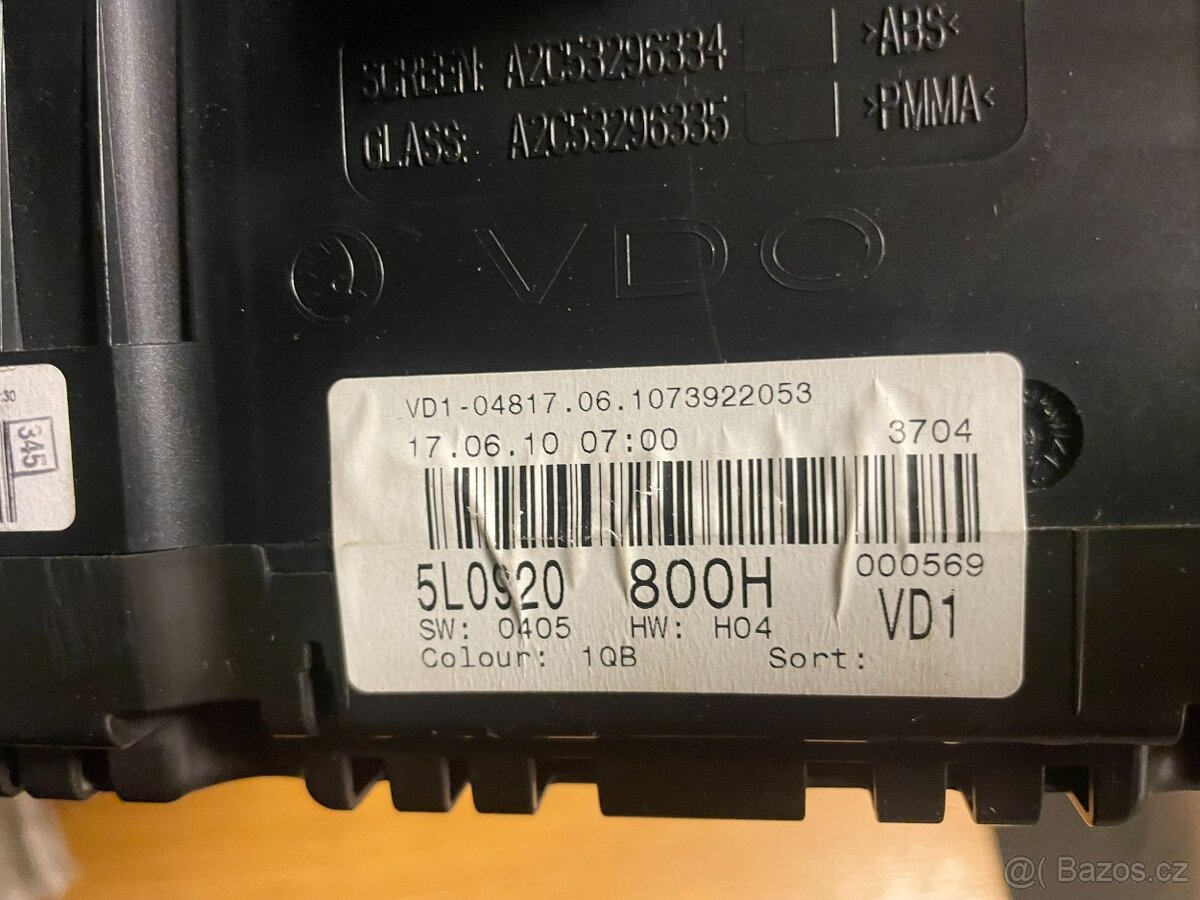 SCREEN: A2C53296334 >ABS<
GLASS: A2C53296335 >PMMA<
VDO
:30
345
VD1-04817.06.1073922053
17.06.10 07:00 3704
000569
5L0920 800H VD1
SW: 0405 HW: H04
Colour: 1QB Sort:
@( Bazos.cz